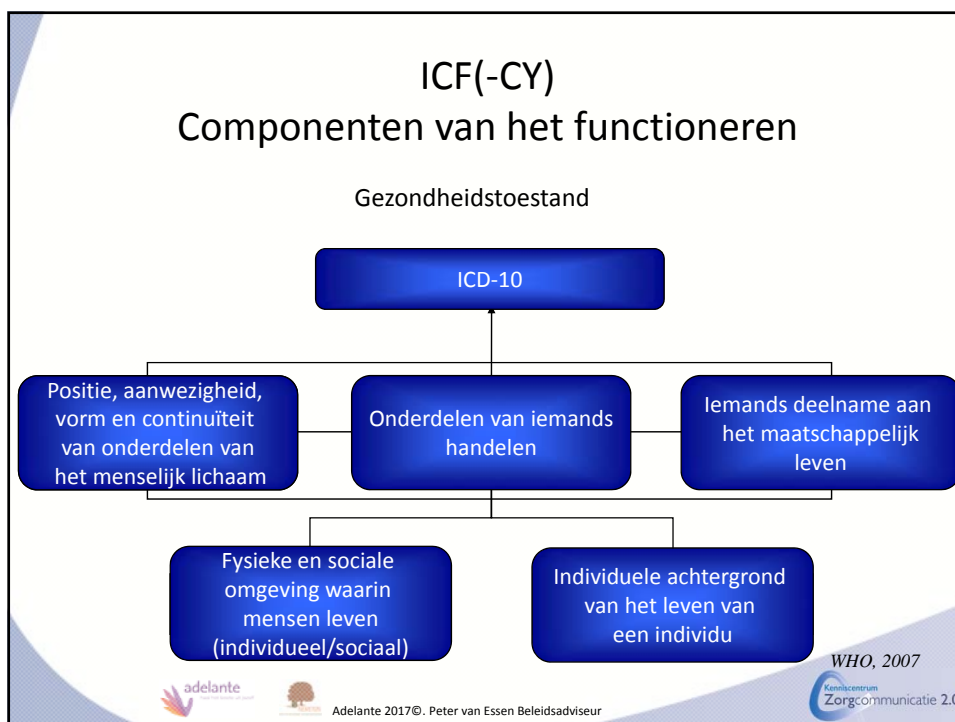 ICF(-CY)
Componenten van het functioneren
Gezondheidstoestand
ICD-10
Positie, aanwezigheid,
vorm en continuïteit
van onderdelen van
het menselijk lichaam
Onderdelen van iemands
handelen
Iemands deelname aan
het maatschappelijk
leven
Fysieke en sociale
omgeving waarin
mensen leven
(individueel/sociaal)
Individuele achtergrond
van het leven van
een individu
WHO, 2007
adelante
Adelante 2017©. Peter van Essen Beleidsadviseur
Kenniscentrum
Zorgcommunicatie 2.0